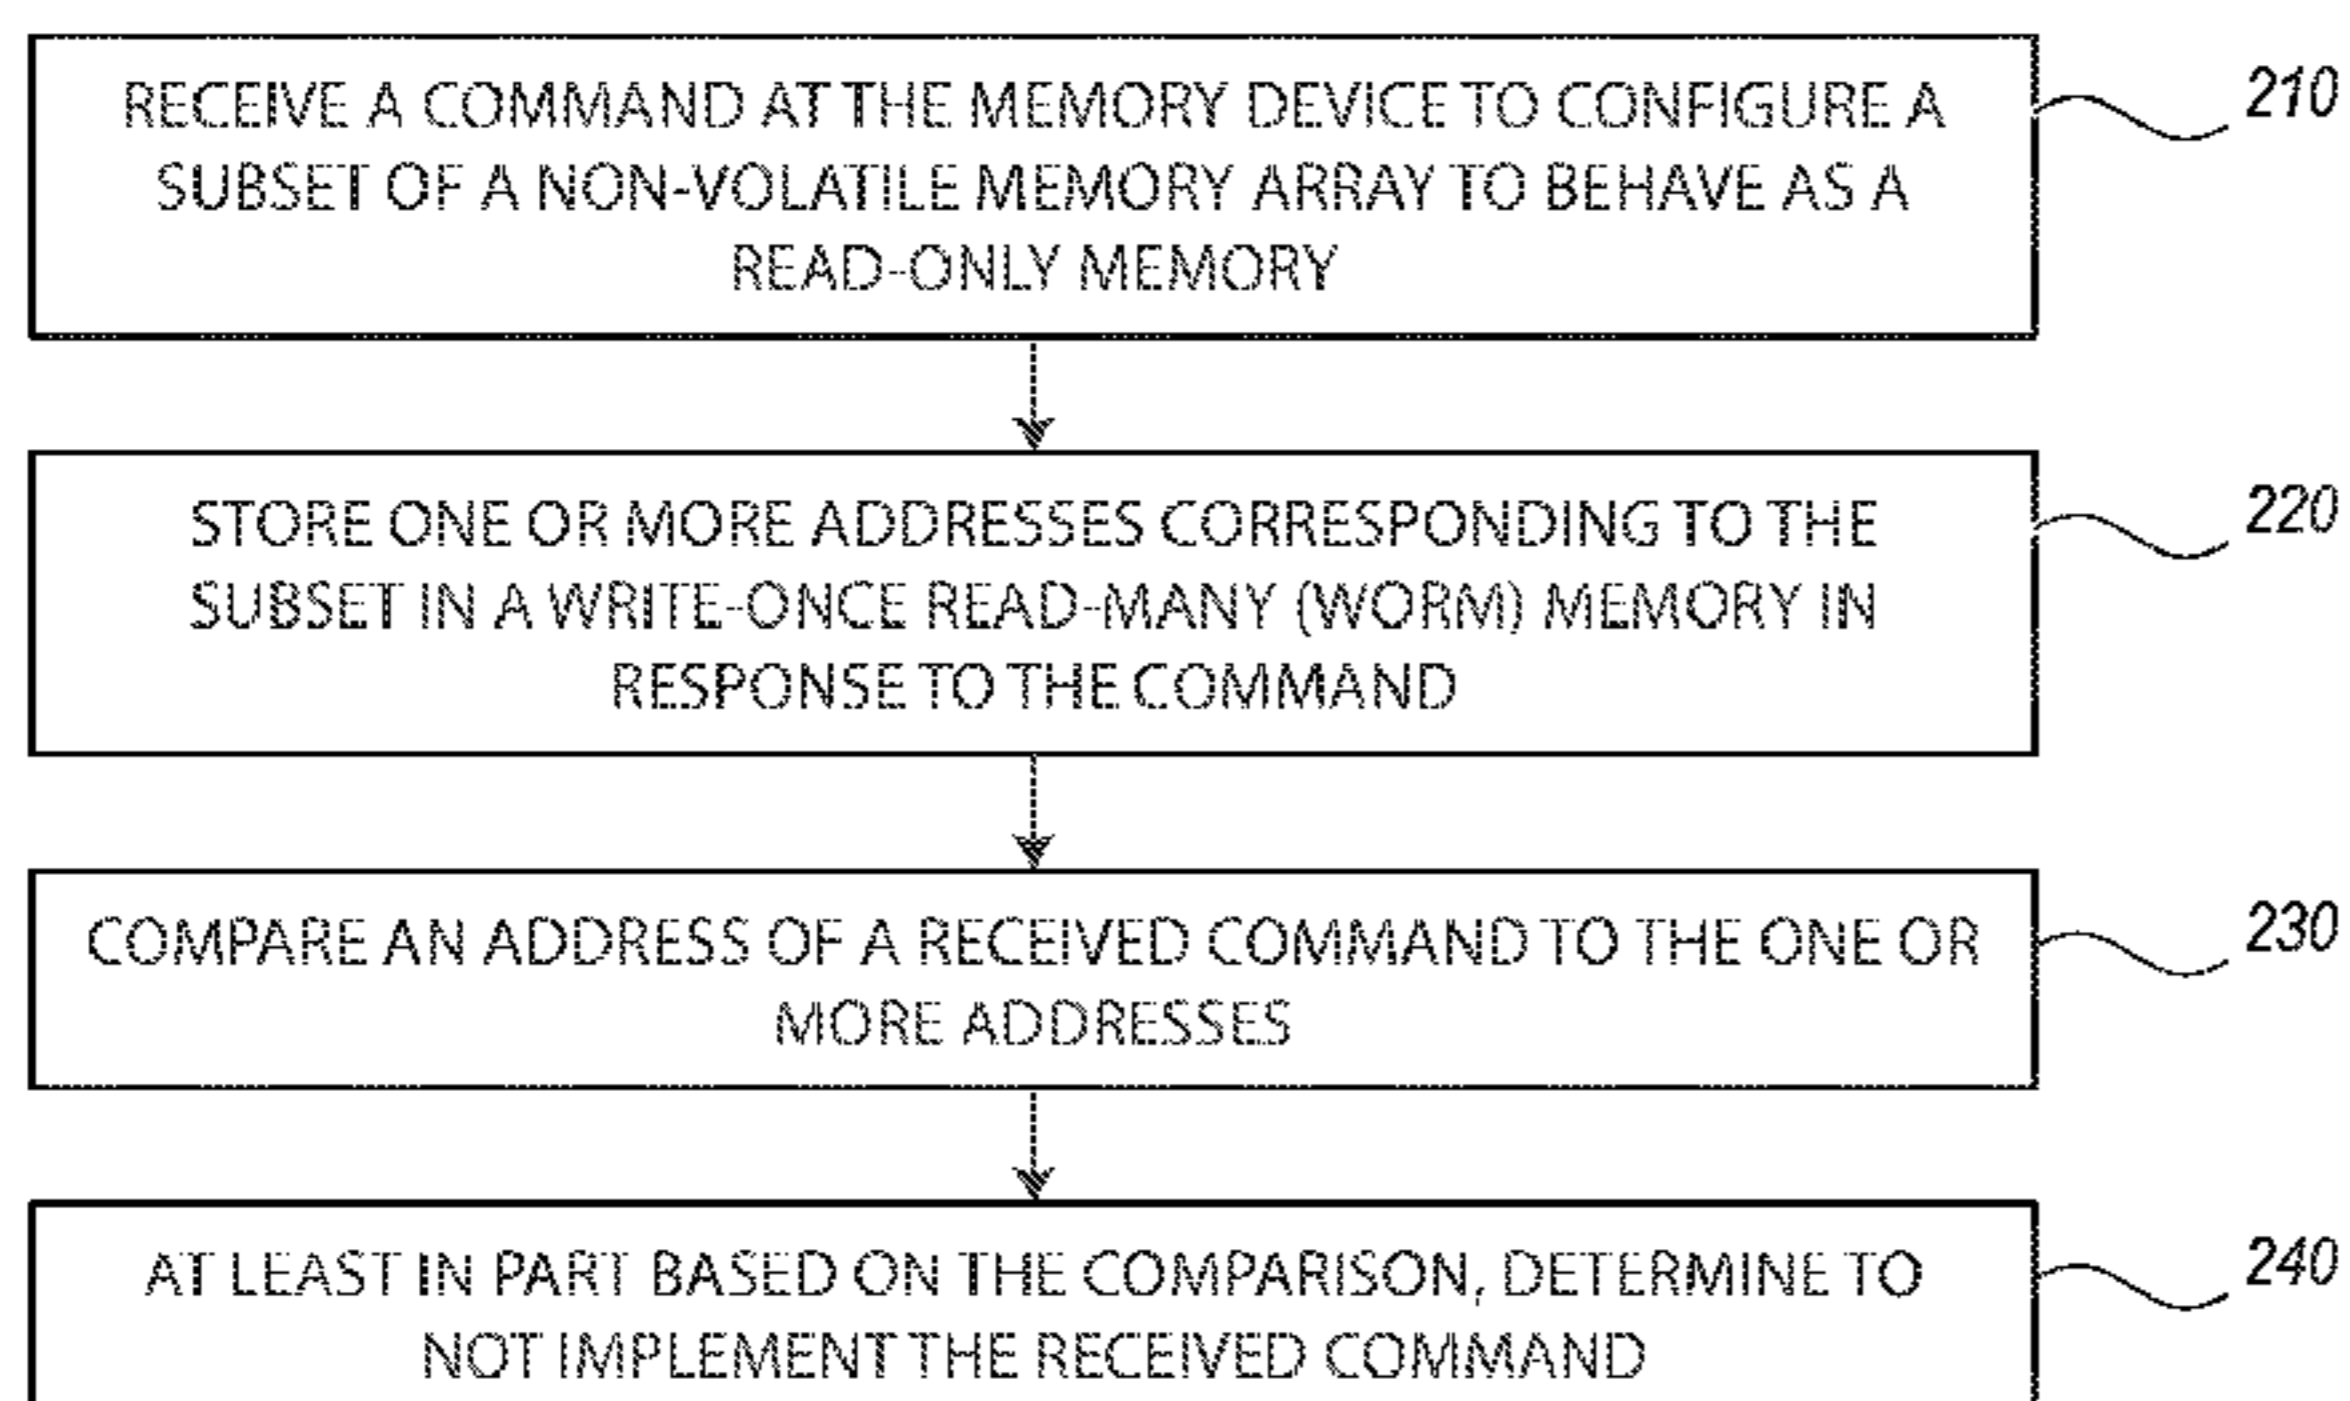 RECEIVE A COMMAND AT THE MEMORY DEVICE TO CONFIGURE A
SUBSET OF A NON-VOLATILE MEMORY ARRAY TO BEHAVE AS A
READ-ONLY MEMORY
210
STORE ONE OR MORE ADDRESSES CORRESPONDING TO THE
SUBSET IN A WRITE-ONCE READ-MANY (WORM) MEMORY IN
RESPONSE TO THE COMMAND
220
COMPARE AN ADDRESS OF A RECEIVED COMMAND TO THE ONE OR
MORE ADDRESSES
230
AT LEAST IN PART BASED ON THE COMPARISON, DETERMINE TO
NOT IMPLEMENT THE RECEIVED COMMAND
240